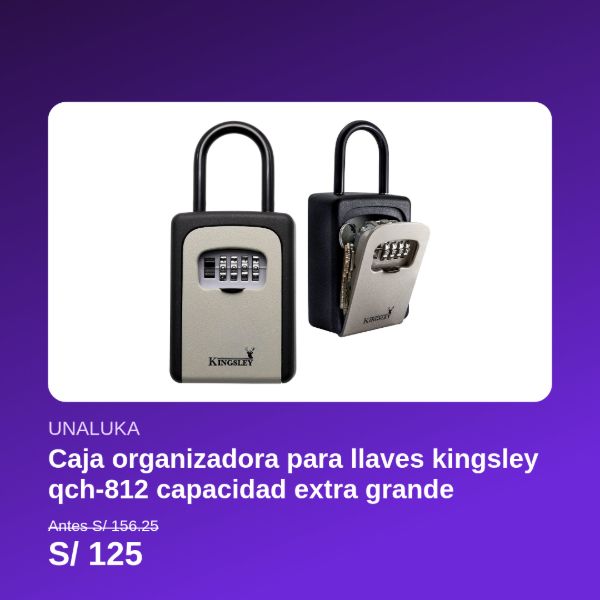 KINGSLEY
KINGSLEY
UNALUKA
Caja organizadora para llaves kingsley
qch-812 capacidad extra grande
Antes S/ 156.25
S/ 125